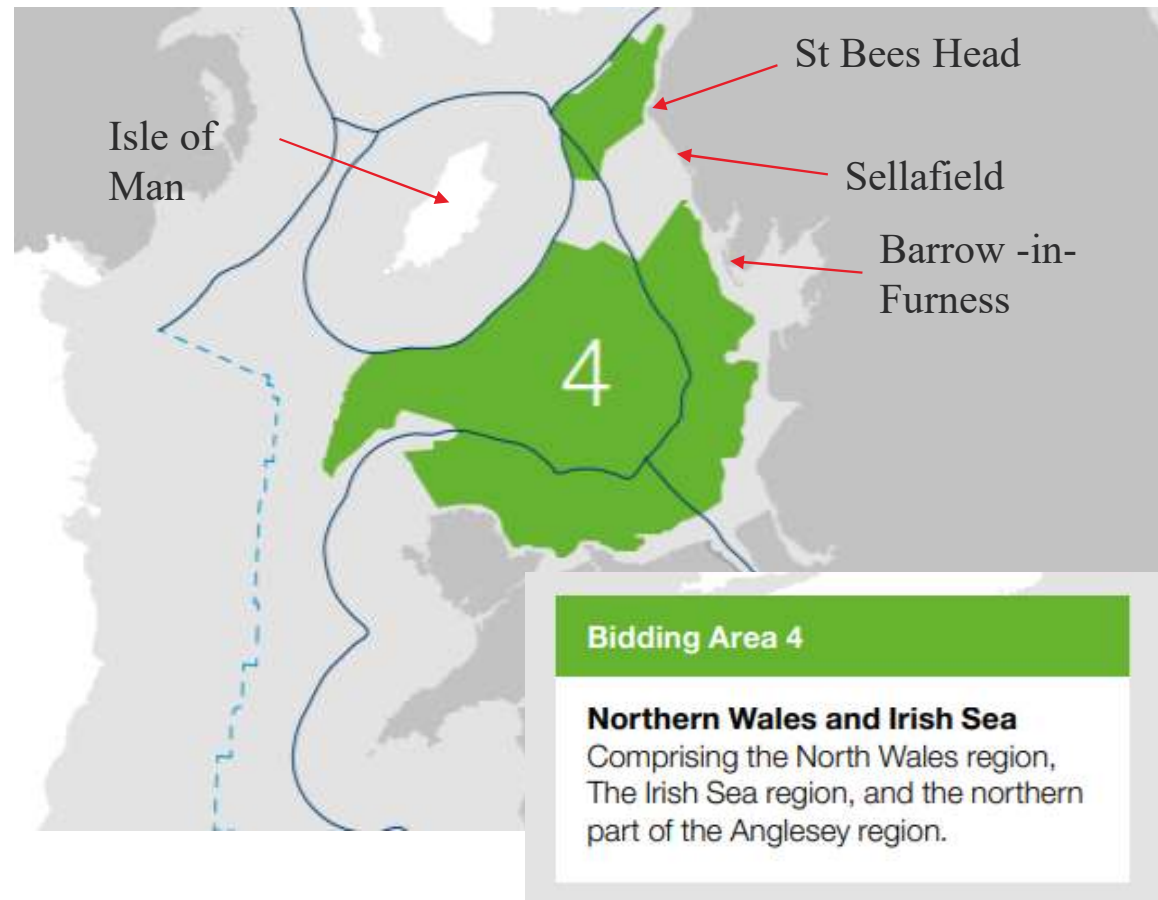 St Bees Head
Isle of
Man
Sellafield
Barrow -in-
Furness
4
Bidding Area 4
Northern Wales and Irish Sea
Comprising the North Wales region,
The Irish Sea region, and the northern
part of the Anglesey region.